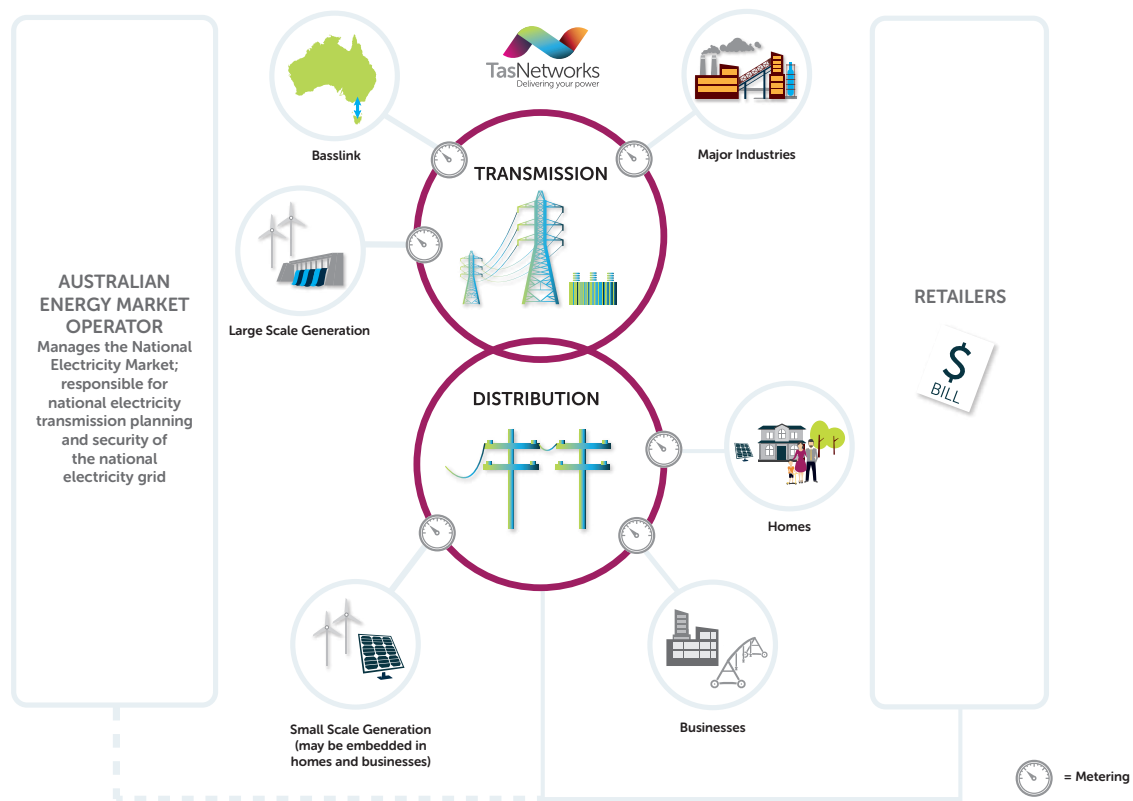 TasNetworks
Delivering your power
Basslink
Major Industries
TRANSMISSION
Large Scale Generation
AUSTRALIAN
ENERGY MARKET
OPERATOR
Manages the National
Electricity Market;
responsible for
national electricity
transmission planning
and security of
the national
electricity grid
RETAILERS
$
BILL
DISTRIBUTION
Homes
Small Scale Generation
(may be embedded in
homes and businesses)
Businesses
= Metering